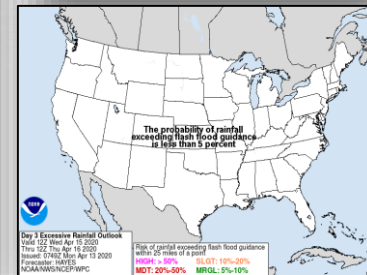 The probability of rainfall
exceeding flash flood guidance
is less than 5 percent
Day 3 Excessive Rainfall Outlook
Valid 12Z Wed Apr 15 2020
Thru 12Z Thu Apr 16 2020
Issued: 0749Z Mon Apr 13 2020
Forecaster: HAYES
NOAA/NWS/NCEP/WPC
Risk of rainfall exceeding flash flood guidance
within 25 miles of a point
HIGH: > 50% SLGT: 10%-20%
MDT: 20%-50% MRGL: 5%-10%